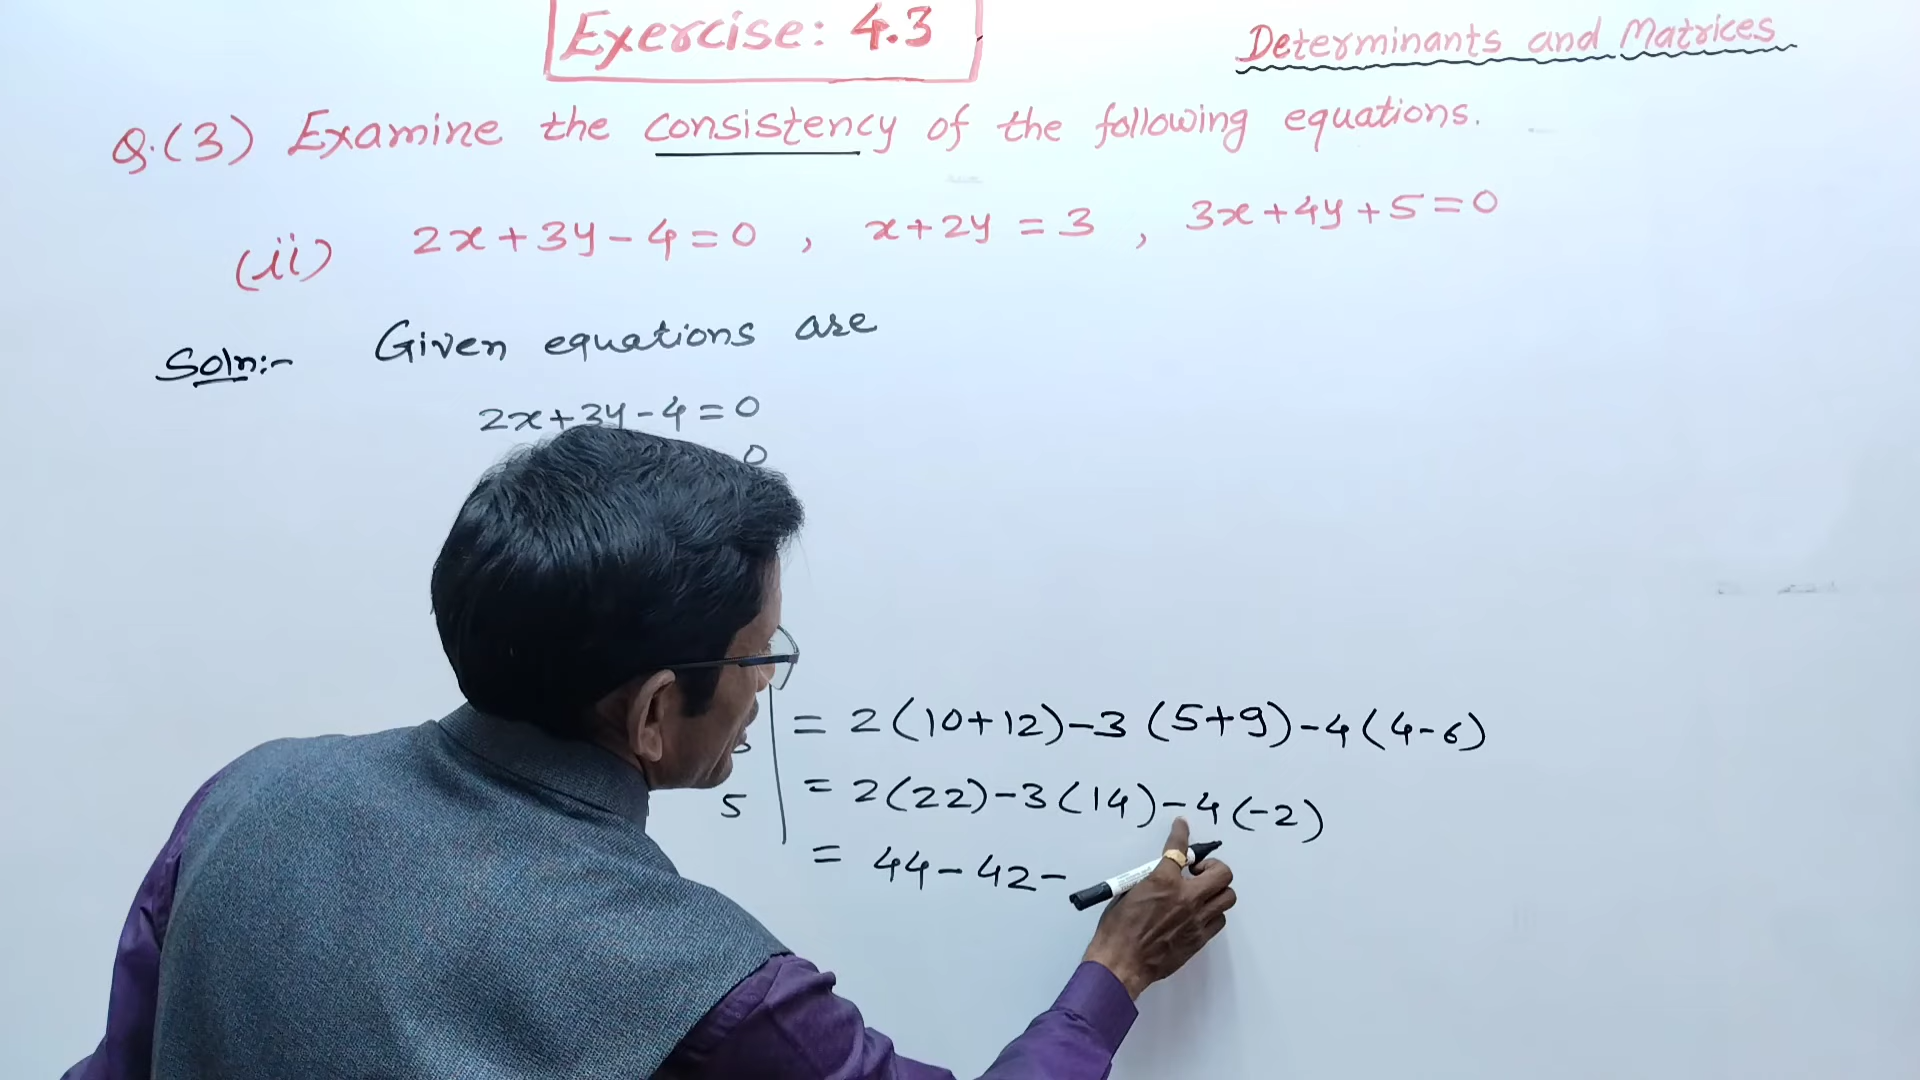 Exercise: 4.3
Determinants and Matrices
Q.(3) Examine the consistency of the following equations.
(ii) 2x+3y-4=0 , x+2y=3 , 3x+4y+5=0
Soln:- Given equations are
2x+3y-4=0
0
= 2(10+12)-3(5+9)-4(4-6)
5 = 2(22)-3(14)-4(-2)
= 44-42-